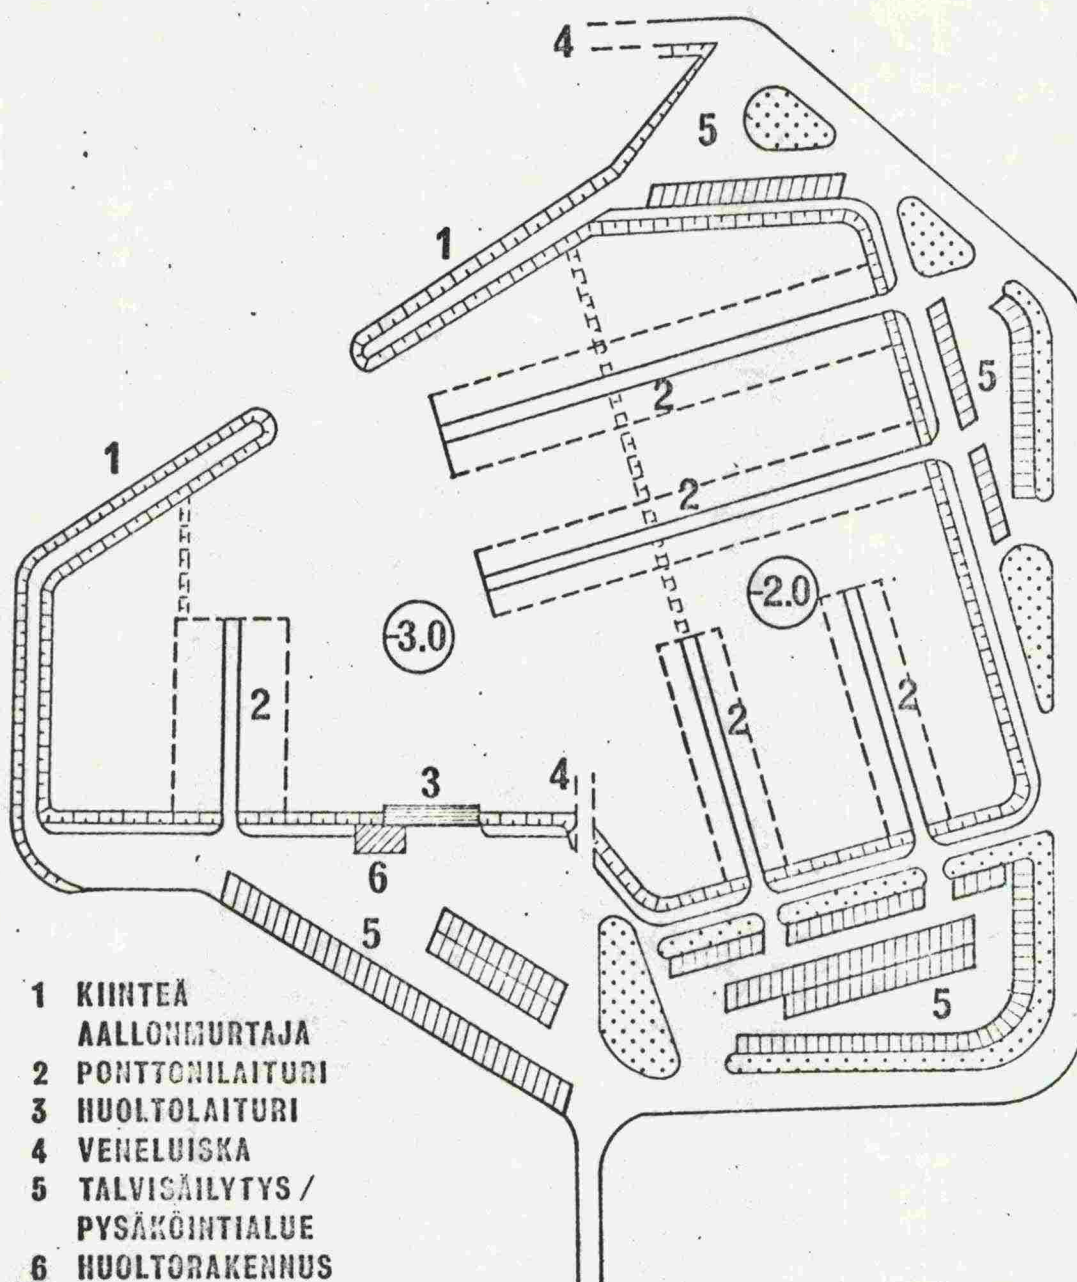 4
5
1
5
2
1
2
-2.0
-3.0
2
2
2
4
3
6
5
5
1 KIINTEÄ
AALLONMURTAJA
2 PONTTONILAITURI
3 HUOLTOLAITURI
4 VENELUISKA
5 TALVISÄILYTYS /
PYSÄKÖINTIALUE
6 HUOLTORAKENNUS